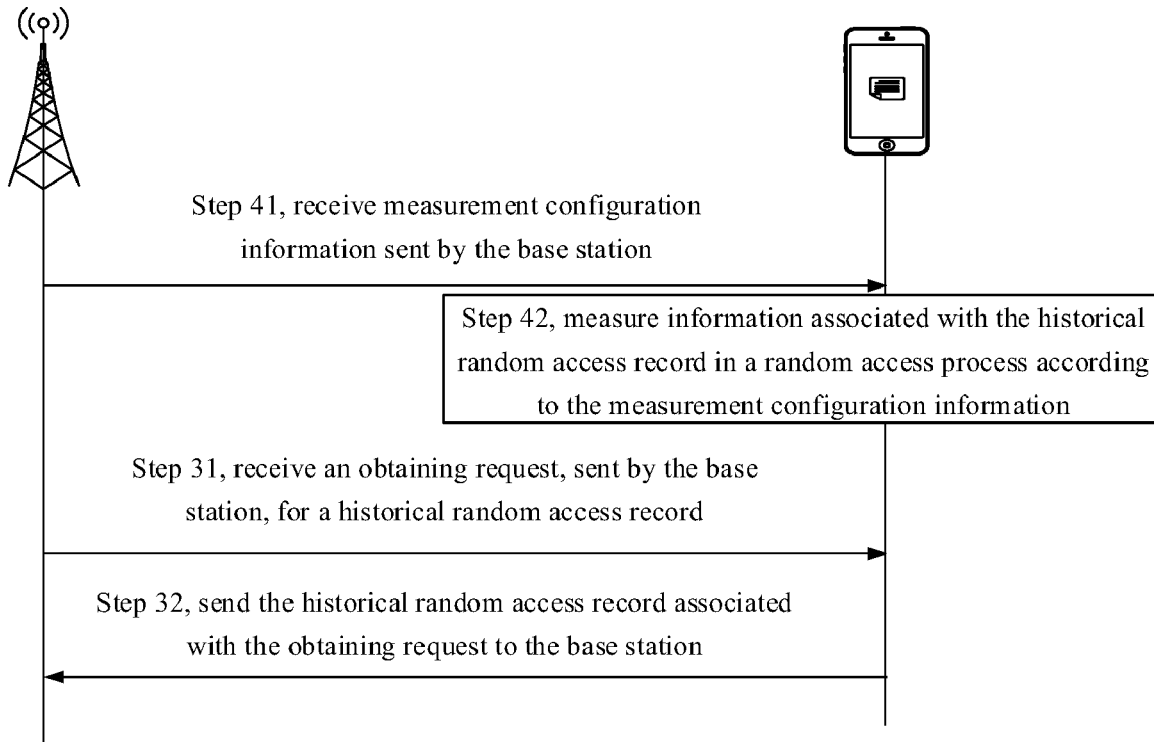 Step 41, receive measurement configuration
information sent by the base station
Step 42, measure information associated with the historical
random access record in a random access process according
to the measurement configuration information
Step 31, receive an obtaining request, sent by the base
station, for a historical random access record
Step 32, send the historical random access record associated
with the obtaining request to the base station